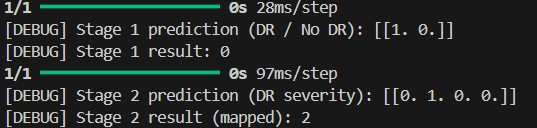 1/1 ━━━━━━━━━━━━━━━━━━━━ 0s 28ms/step
[DEBUG] Stage 1 prediction (DR / No DR): [[1. 0.]]
[DEBUG] Stage 1 result: 0
1/1 ━━━━━━━━━━━━━━━━━━━━ 0s 97ms/step
[DEBUG] Stage 2 prediction (DR severity): [[0. 1. 0. 0.]]
[DEBUG] Stage 2 result (mapped): 2